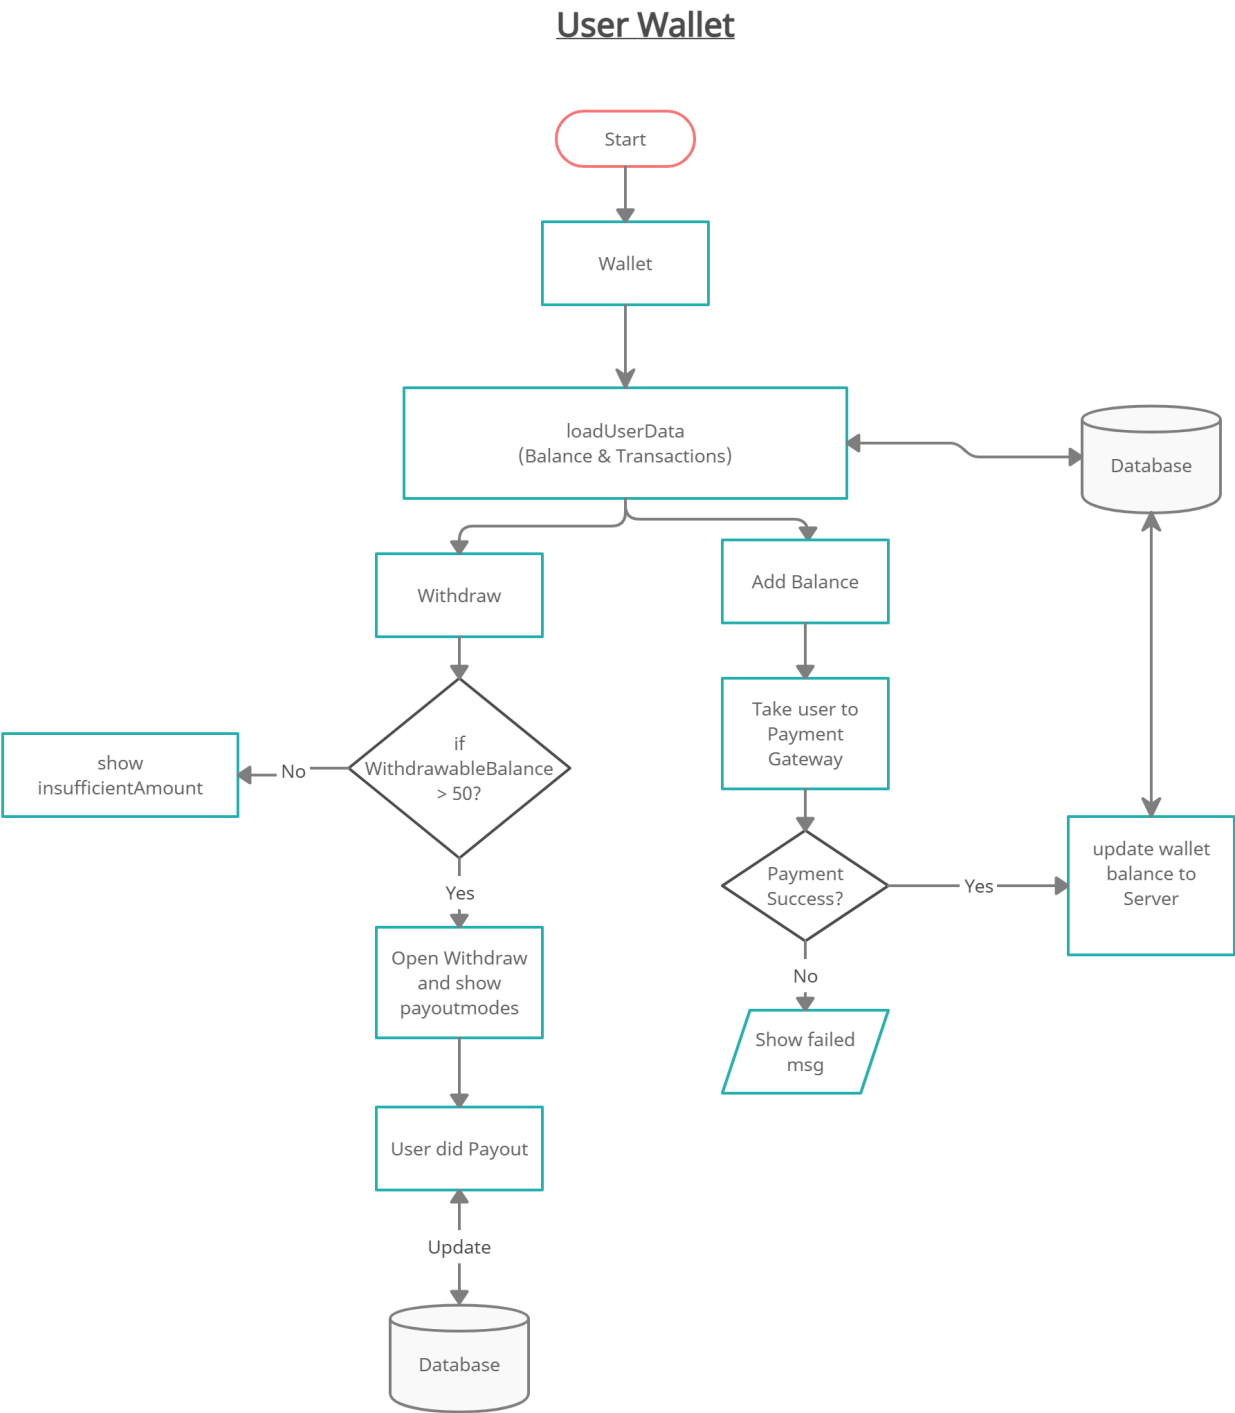 User Wallet
Start
Wallet
loadUserData
(Balance & Transactions)
Database
Withdraw
Add Balance
if
WithdrawableBalance
> 50?
No
show
insufficientAmount
Yes
Take user to
Payment
Gateway
Payment
Success?
Yes
update wallet
balance to
Server
No
Show failed
msg
Open Withdraw
and show
payoutmodes
User did Payout
Update
Database